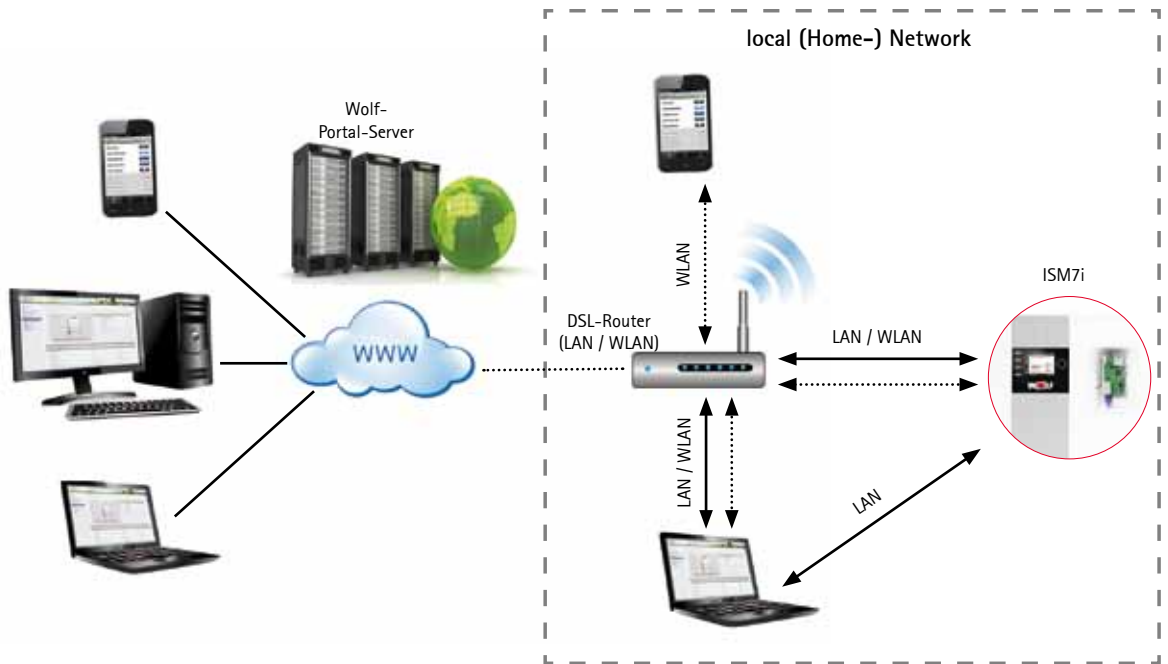 local (Home-) Network
Wolf-
Portal-Server
WLAN
ISM7i
DSL-Router
(LAN / WLAN)
LAN / WLAN
WWW
LAN / WLAN
LAN